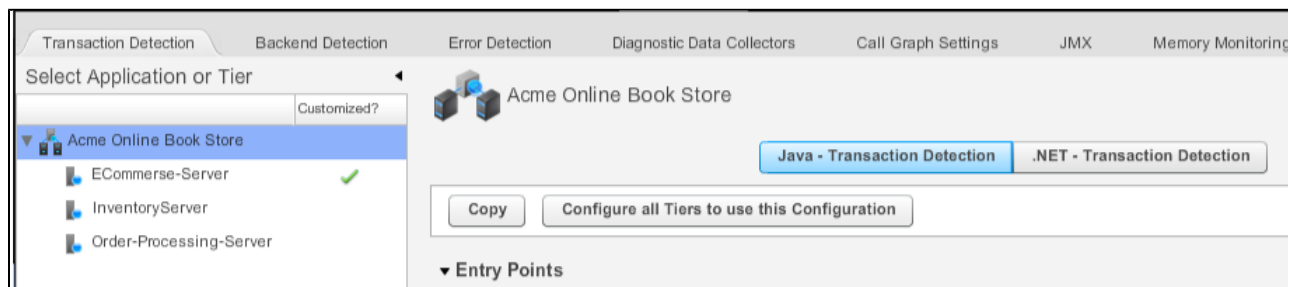 Transaction Detection Backend Detection Error Detection Diagnostic Data Collectors Call Graph Settings JMX Memory Monitoring
Select Application or Tier
Customized?
Acme Online Book Store
ECommerse-Server
InventoryServer
Order-Processing-Server
Acme Online Book Store
Java - Transaction Detection .NET - Transaction Detection
Copy Configure all Tiers to use this Configuration
Entry Points